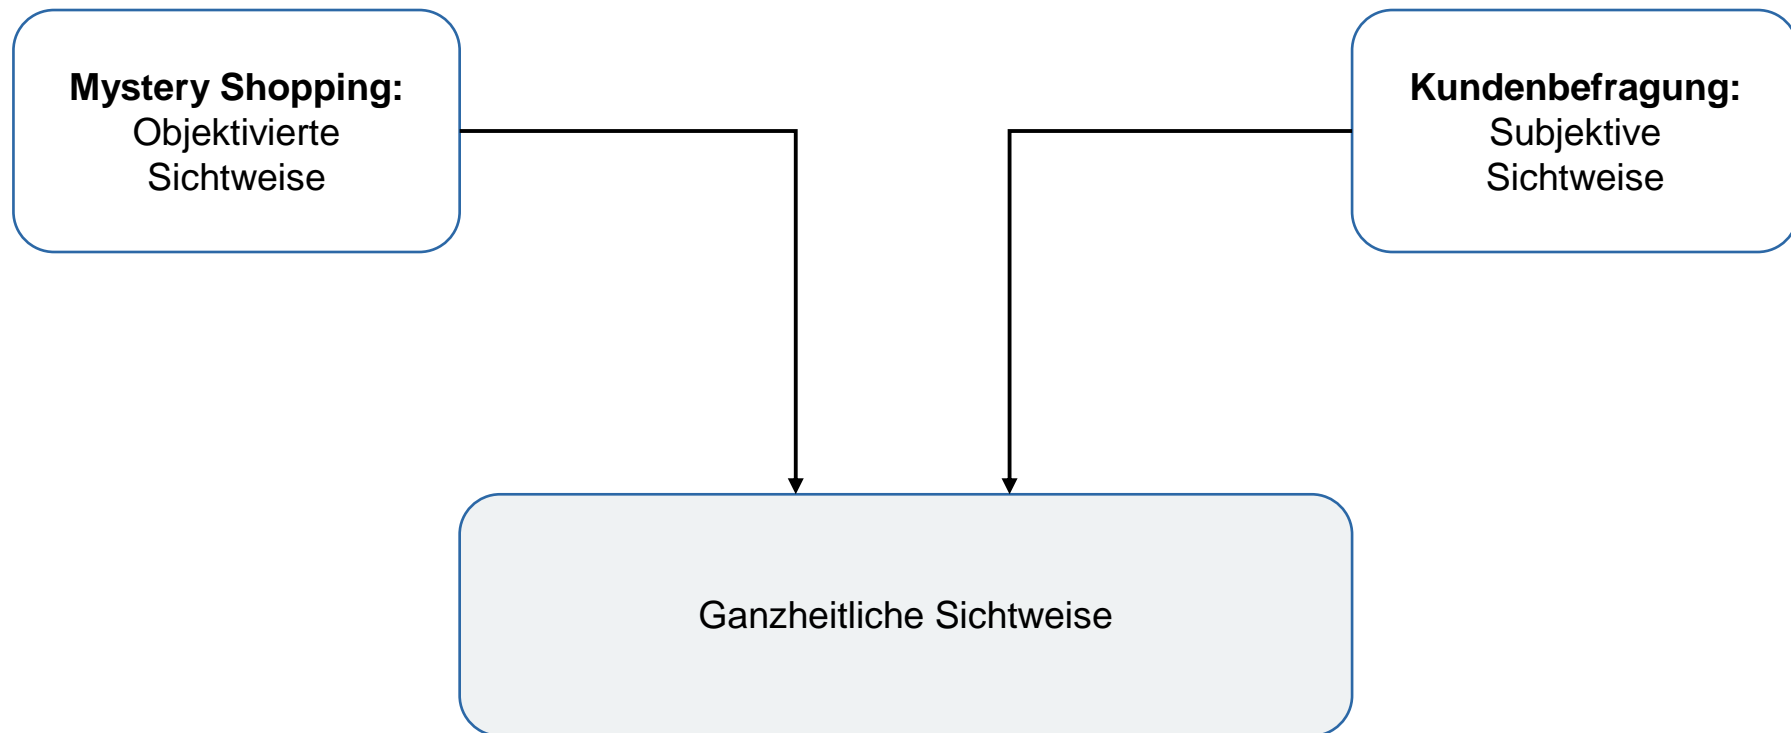 Mystery Shopping:
Objektivierte
Sichtweise
Kundenbefragung:
Subjektive
Sichtweise
Ganzheitliche Sichtweise